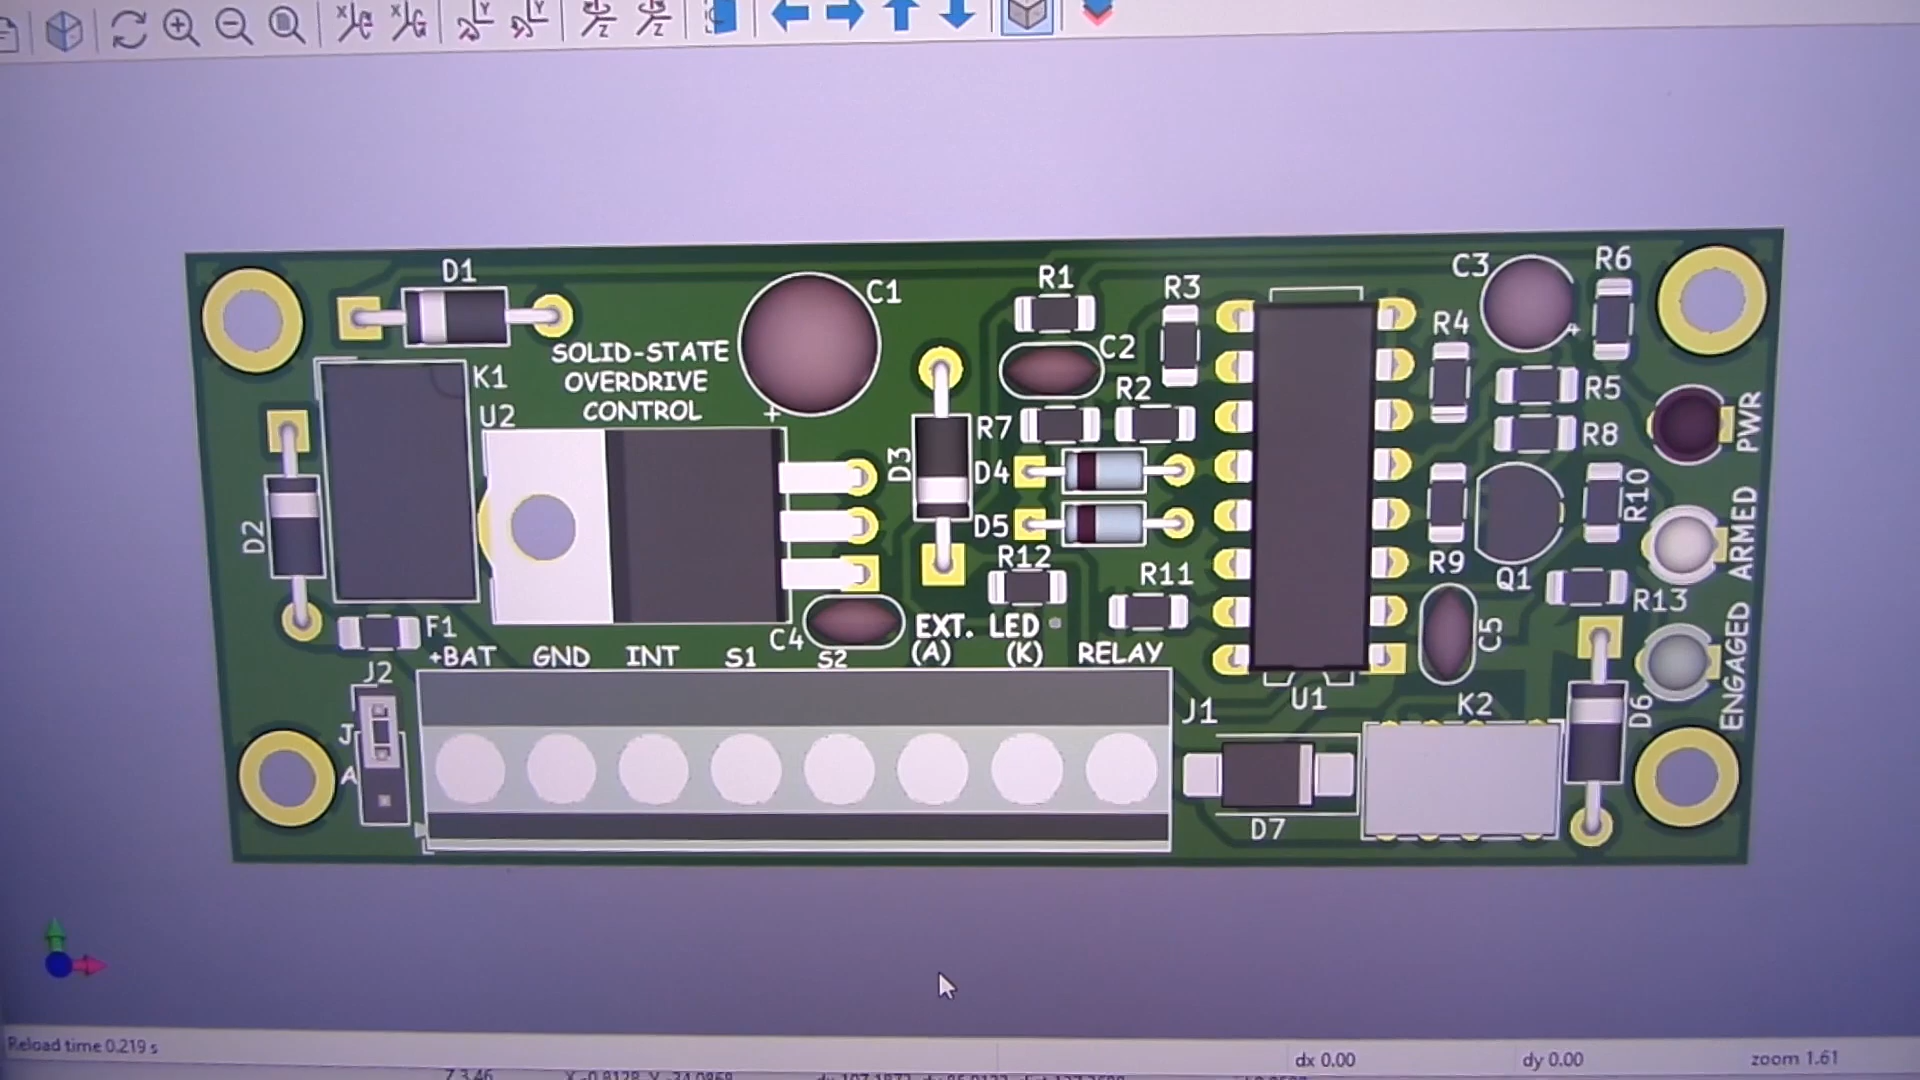 D1
C1
R1
R3
C3
R6
SOLID-STATE
OVERDRIVE
CONTROL
K1
U2
C2
R2
R4
R5
PWR
+
+
R7
R8
D2
D3
D4
D5
R10
ARMED
R12
R11
R9
Q1
R13
F1
C4
EXT. LED
C5
+BAT GND INT S1 S2 (A) (K) RELAY
J2
J1
U1
K2
D6
ENGAGED
J
A
D7
Reload time 0.219 s
dx 0.00
dy 0.00
zoom 1.61